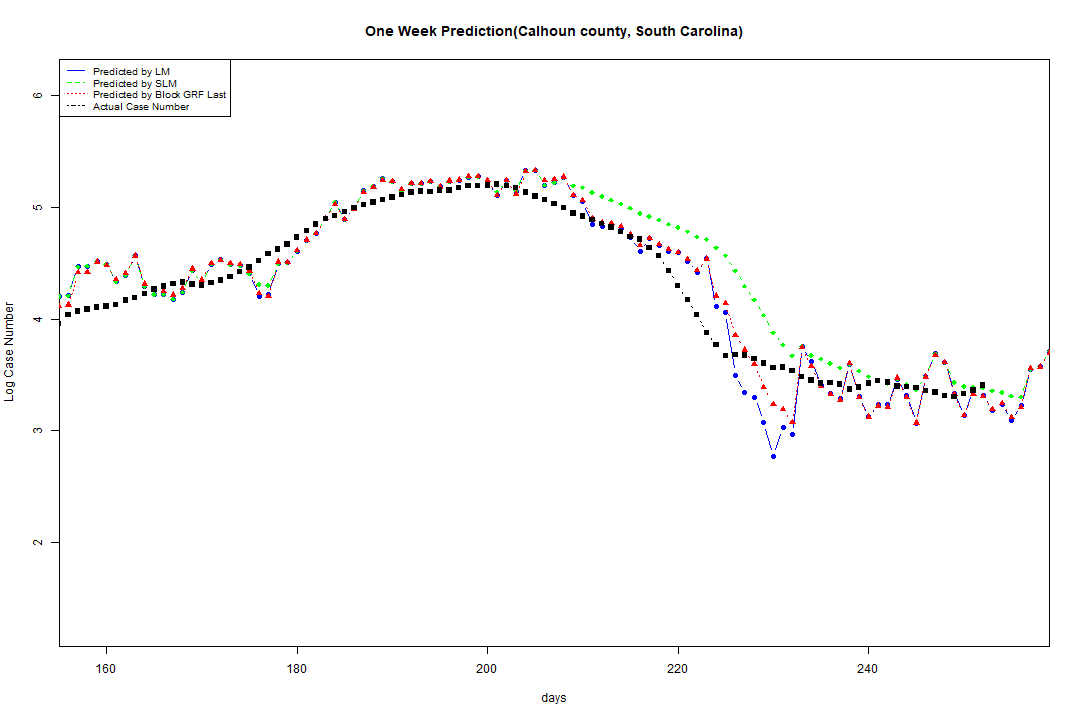 One Week Prediction(Calhoun county, South Carolina)
Predicted by LM
Predicted by SLM
Predicted by Block GRF Last
Actual Case Number
6
5
4
3
2
Log Case Number
160
180
200
220
240
days